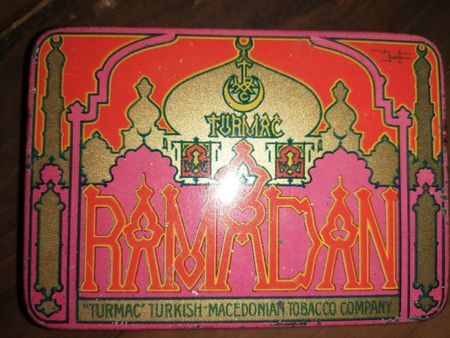 TURMAC
RAMADAN
"TURMAC" TURKISH-MACEDONIAN TOBACCO COMPANY